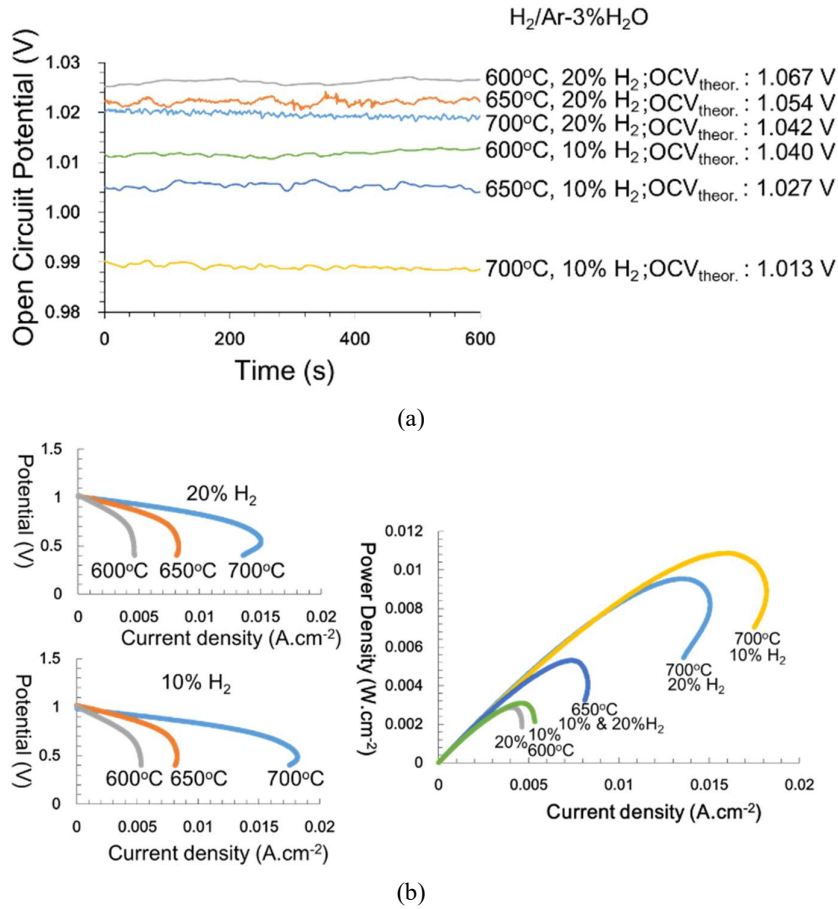 H2/Ar-3%H2O
Open Circuiit Potential (V)
1.03
1.02
1.01
1.00
0.99
0.98
0
200
400
600
Time (s)
600°C, 20% H2;OCVtheor. : 1.067 V
650°C, 20% H2;OCVtheor. : 1.054 V
700°C, 20% H2;OCVtheor. : 1.042 V
600°C, 10% H2;OCVtheor. : 1.040 V
650°C, 10% H2;OCVtheor. : 1.027 V
700°C, 10% H2;OCVtheor. : 1.013 V
(a)
Potential (V)
1.5
1
0.5
0
20% H2
600°C
650°C
700°C
0
0.005
0.01
0.015
0.02
Current density (A.cm-2)
Potential (V)
1.5
1
0.5
0
10% H2
600°C
650°C
700°C
0
0.005
0.01
0.015
0.02
Current density (A.cm-2)
Power Density (W.cm-2)
0.012
0.01
0.008
0.006
0.004
0.002
0
700°C
10% H2
700°C
20% H2
650°C
10% & 20%H2
10%
20%
600°C
0
0.005
0.01
0.015
0.02
Current density (A.cm-2)
(b)